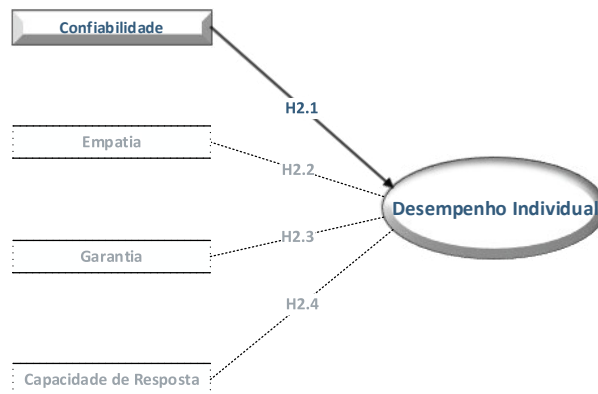 Confiabilidade
H2.1
Empatia
H2.2
Desempenho Individual
H2.3
Garantia
H2.4
Capacidade de Resposta